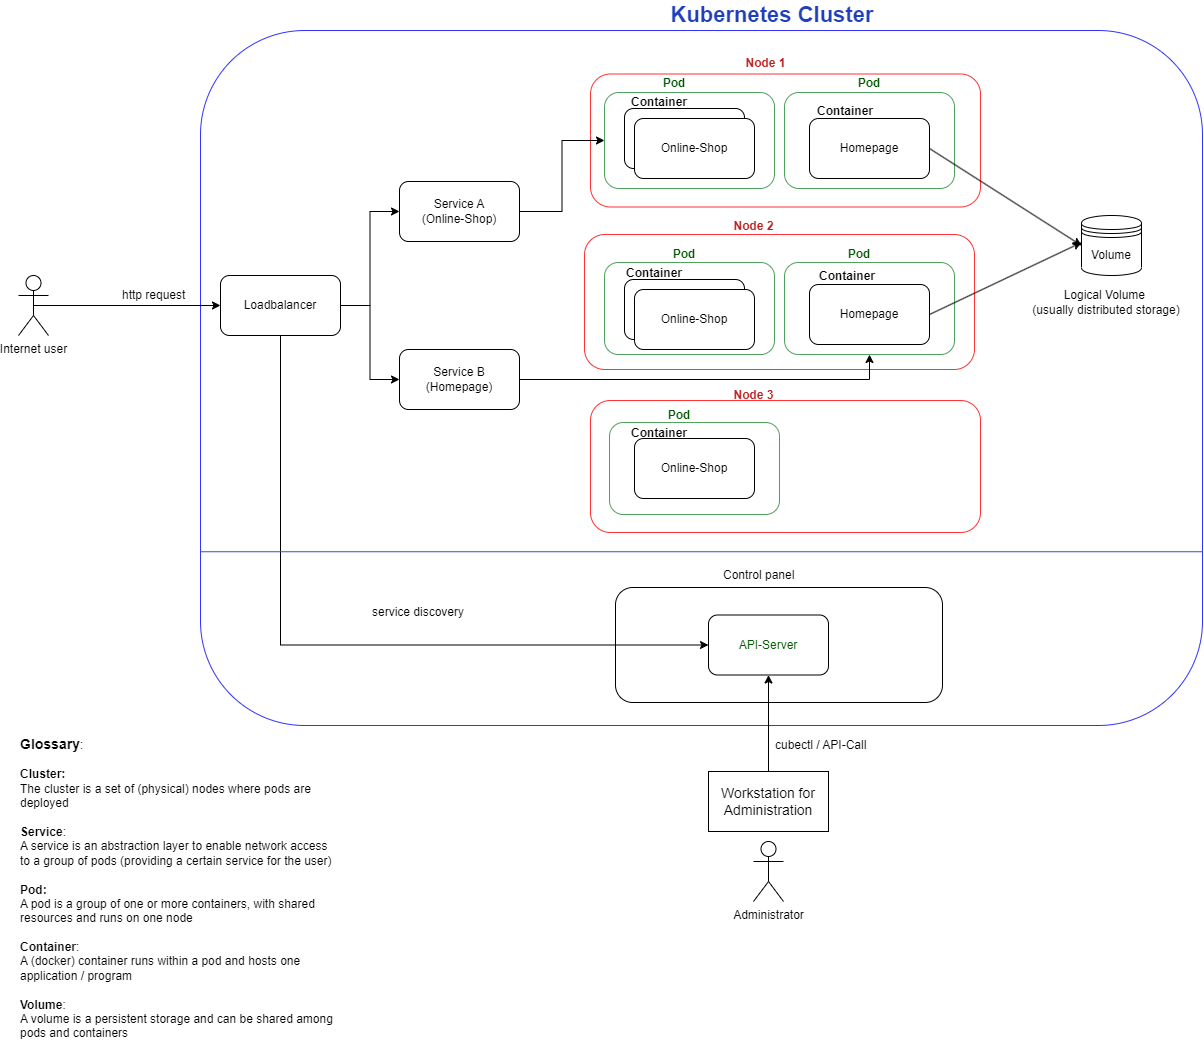 Kubernetes Cluster
Node 1
Pod
Pod
Container
Container
Online-Shop
Homepage
Service A
(Online-Shop)
Node 2
Pod
Pod
Container
Container
Online-Shop
Homepage
Volume
Logical Volume
(usually distributed storage)
http request
Loadbalancer
Internet user
Service B
(Homepage)
Node 3
Pod
Container
Online-Shop
Control panel
service discovery
API-Server
cubectl / API-Call
Workstation for
Administration
Administrator
Glossary:
Cluster:
The cluster is a set of (physical) nodes where pods are
deployed
Service:
A service is an abstraction layer to enable network access
to a group of pods (providing a certain service for the user)
Pod:
A pod is a group of one or more containers, with shared
resources and runs on one node
Container:
A (docker) container runs within a pod and hosts one
application / program
Volume:
A volume is a persistent storage and can be shared among
pods and containers